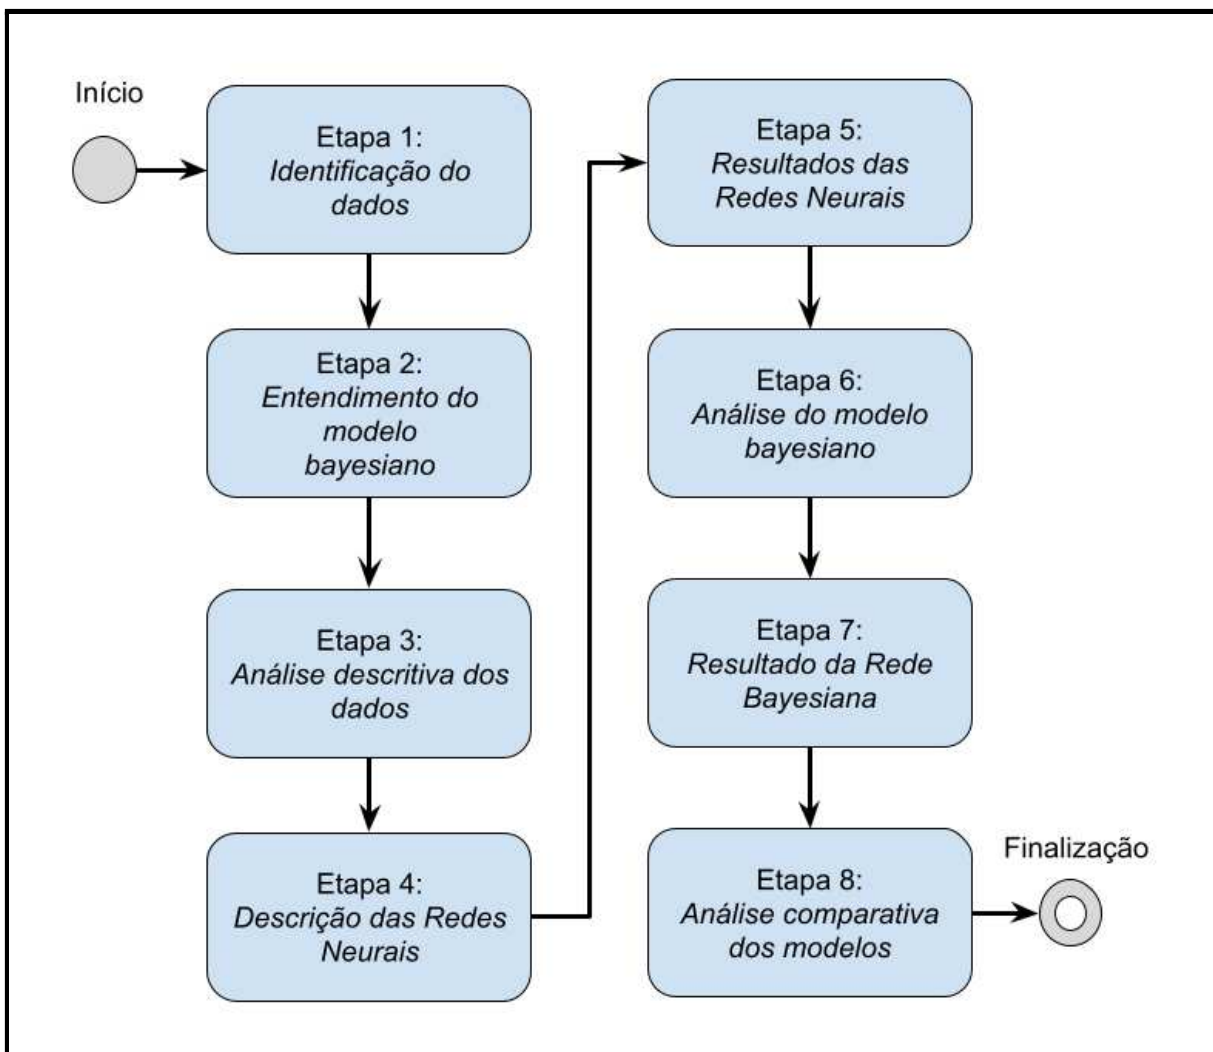 Início
Etapa 1:
Identificação do
dados
Etapa 2:
Entendimento do
modelo
bayesiano
Etapa 3:
Análise descritiva dos
dados
Etapa 4:
Descrição das Redes
Neurais
Etapa 5:
Resultados das
Redes Neurais
Etapa 6:
Análise do modelo
bayesiano
Etapa 7:
Resultado da Rede
Bayesiana
Etapa 8:
Análise comparativa
dos modelos
Finalização